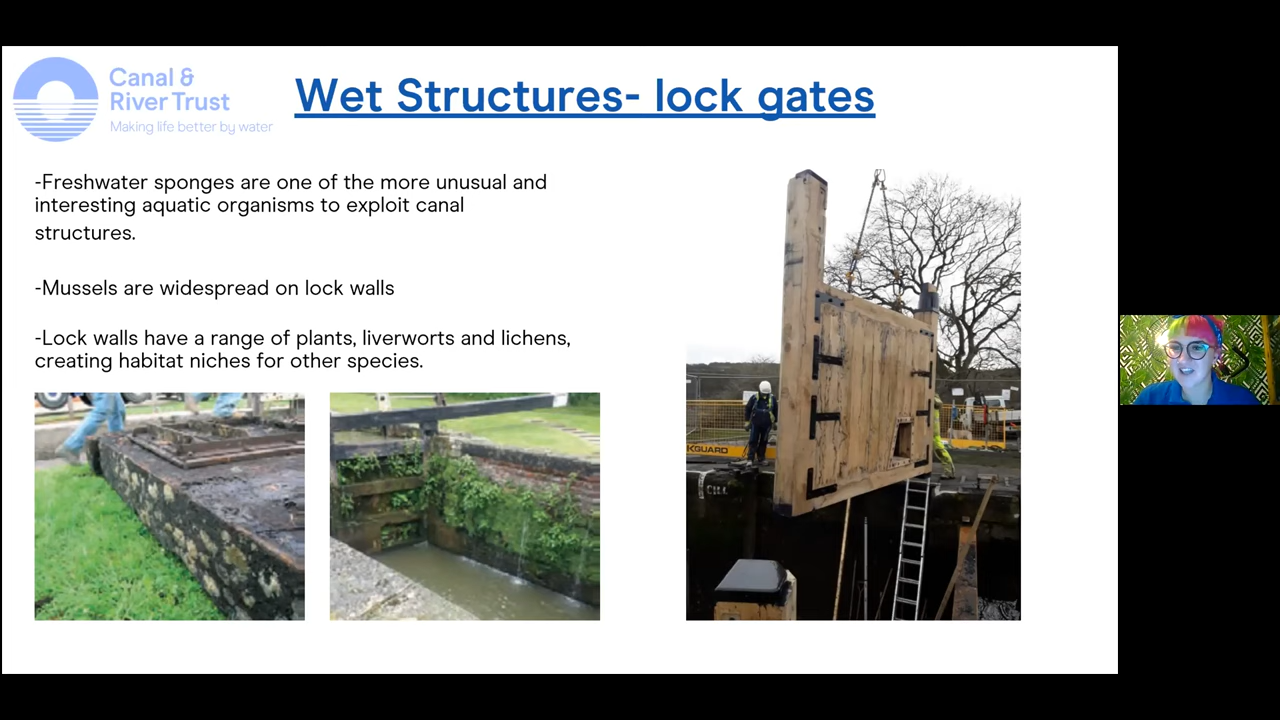 Canal &
River Trust
Making life better by water
Wet Structures- lock gates
-Freshwater sponges are one of the more unusual and
interesting aquatic organisms to exploit canal
structures.
-Mussels are widespread on lock walls
-Lock walls have a range of plants, liverworts and lichens,
creating habitat niches for other species.
KGUARD
CILL